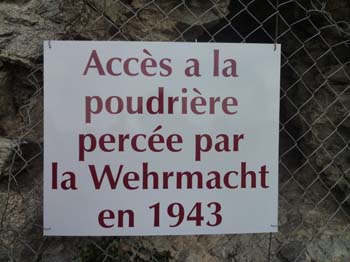 Accès a la
poudrière
percée par
la Wehrmacht
en 1943